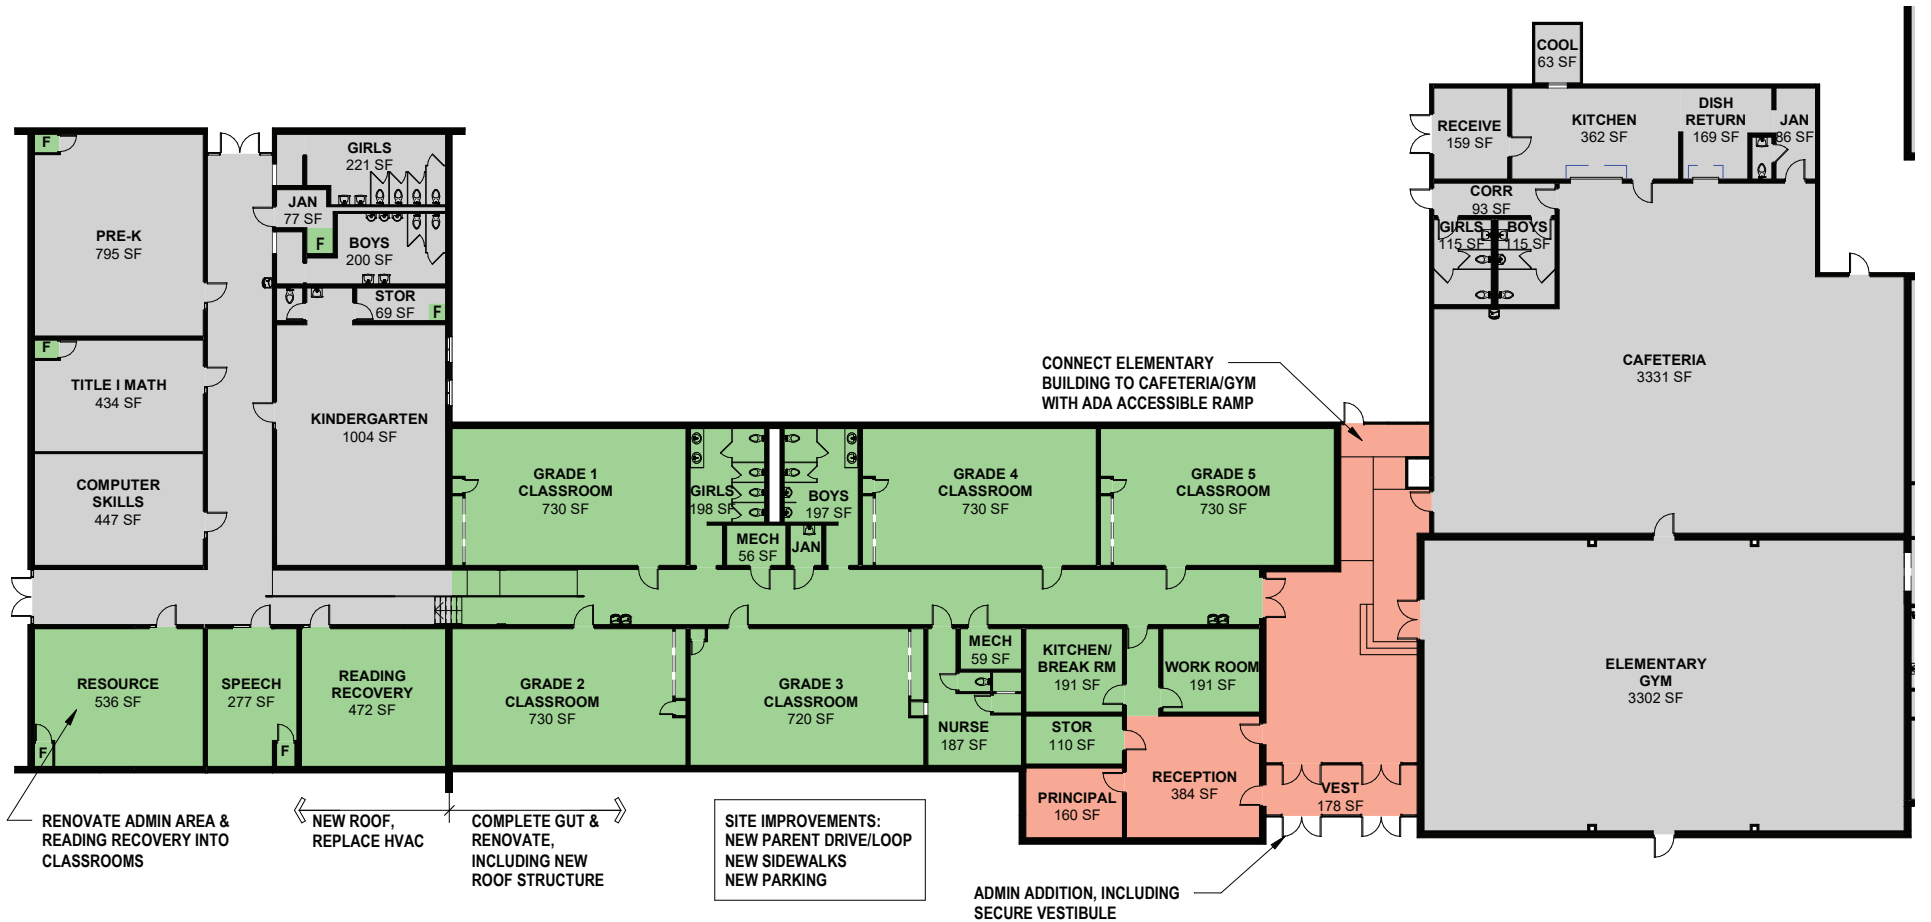 COOL
63 SF
RECEIVE
159 SF
KITCHEN
362 SF
DISH
RETURN
169 SF
JAN
86 SF
CORR
93 SF
GIRLS
115 SF
BOYS
115 SF
CAFETERIA
3331 SF
F
PRE-K
795 SF
GIRLS
221 SF
JAN
77 SF
F
BOYS
200 SF
STOR
69 SF
F
F
TITLE I MATH
434 SF
KINDERGARTEN
1004 SF
COMPUTER
SKILLS
447 SF
CONNECT ELEMENTARY
BUILDING TO CAFETERIA/GYM
WITH ADA ACCESSIBLE RAMP
GRADE 1
CLASSROOM
730 SF
GIRLS
198 SF
BOYS
197 SF
MECH
56 SF
JAN
GRADE 4
CLASSROOM
730 SF
GRADE 5
CLASSROOM
730 SF
RESOURCE
536 SF
F
SPEECH
277 SF
F
READING
RECOVERY
472 SF
GRADE 2
CLASSROOM
730 SF
GRADE 3
CLASSROOM
720 SF
MECH
59 SF
NURSE
187 SF
KITCHEN/
BREAK RM
191 SF
WORK ROOM
191 SF
STOR
110 SF
PRINCIPAL
160 SF
RECEPTION
384 SF
VEST
178 SF
ELEMENTARY
GYM
3302 SF
RENOVATE ADMIN AREA &
READING RECOVERY INTO
CLASSROOMS
NEW ROOF,
REPLACE HVAC
COMPLETE GUT &
RENOVATE,
INCLUDING NEW
ROOF STRUCTURE
SITE IMPROVEMENTS:
NEW PARENT DRIVE/LOOP
NEW SIDEWALKS
NEW PARKING
ADMIN ADDITION, INCLUDING
SECURE VESTIBULE